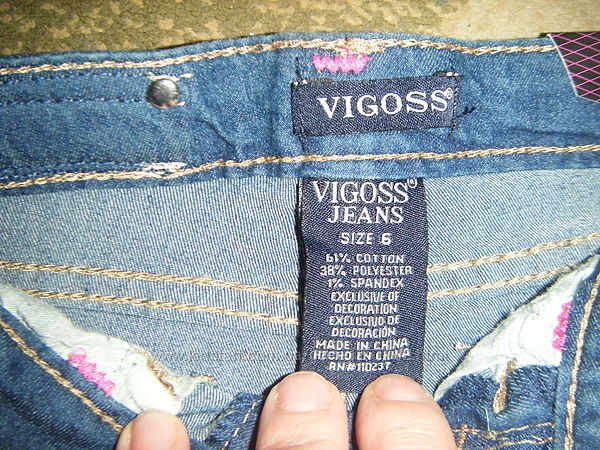 VIGOSS®
VIGOSS®
JEANS
SIZE 6
61% COTTON
38% POLYESTER
1% SPANDEX
EXCLUSIVE OF
DECORATION
EXCLUSIVO DE
DECORACIÓN
MADE IN CHINA
HECHO EN CHINA
RN#110237